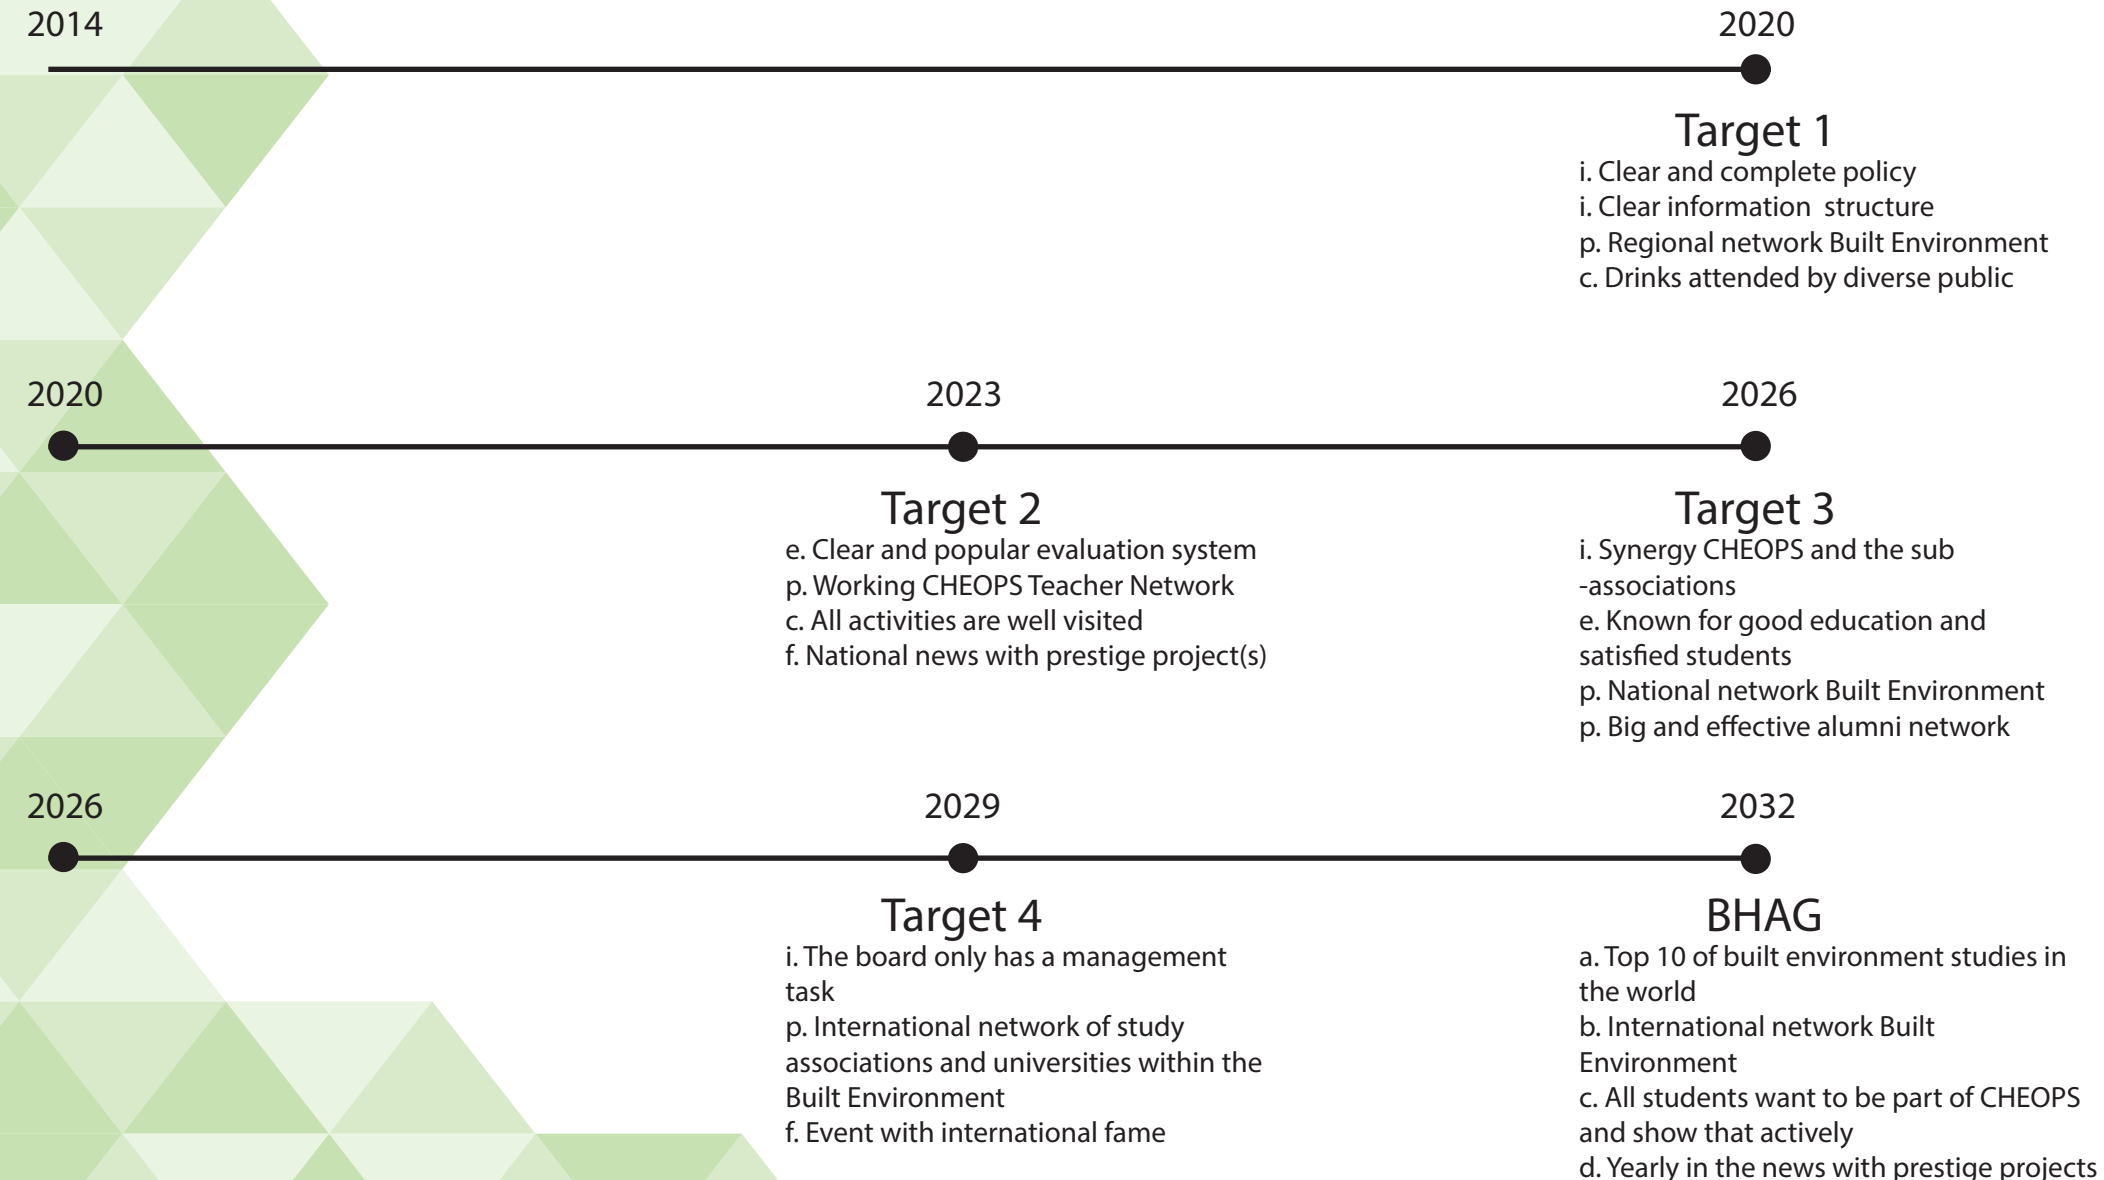 2014
2020
Target 1
i. Clear and complete policy
i. Clear information  structure
p. Regional network Built Environment
c. Drinks attended by diverse public
2020
2023
2026
Target 2
e. Clear and popular evaluation system
p. Working CHEOPS Teacher Network
c. All activities are well visited
f. National news with prestige project(s)
Target 3
i. Synergy CHEOPS and the sub
-associations
e. Known for good education and
satisfied students
p. National network Built Environment
p. Big and effective alumni network
2026
2029
2032
Target 4
i. The board only has a management
task
p. International network of study
associations and universities within the
Built Environment
f. Event with international fame
BHAG
a. Top 10 of built environment studies in
the world
b. International network Built
Environment
c. All students want to be part of CHEOPS
and show that actively
d. Yearly in the news with prestige projects